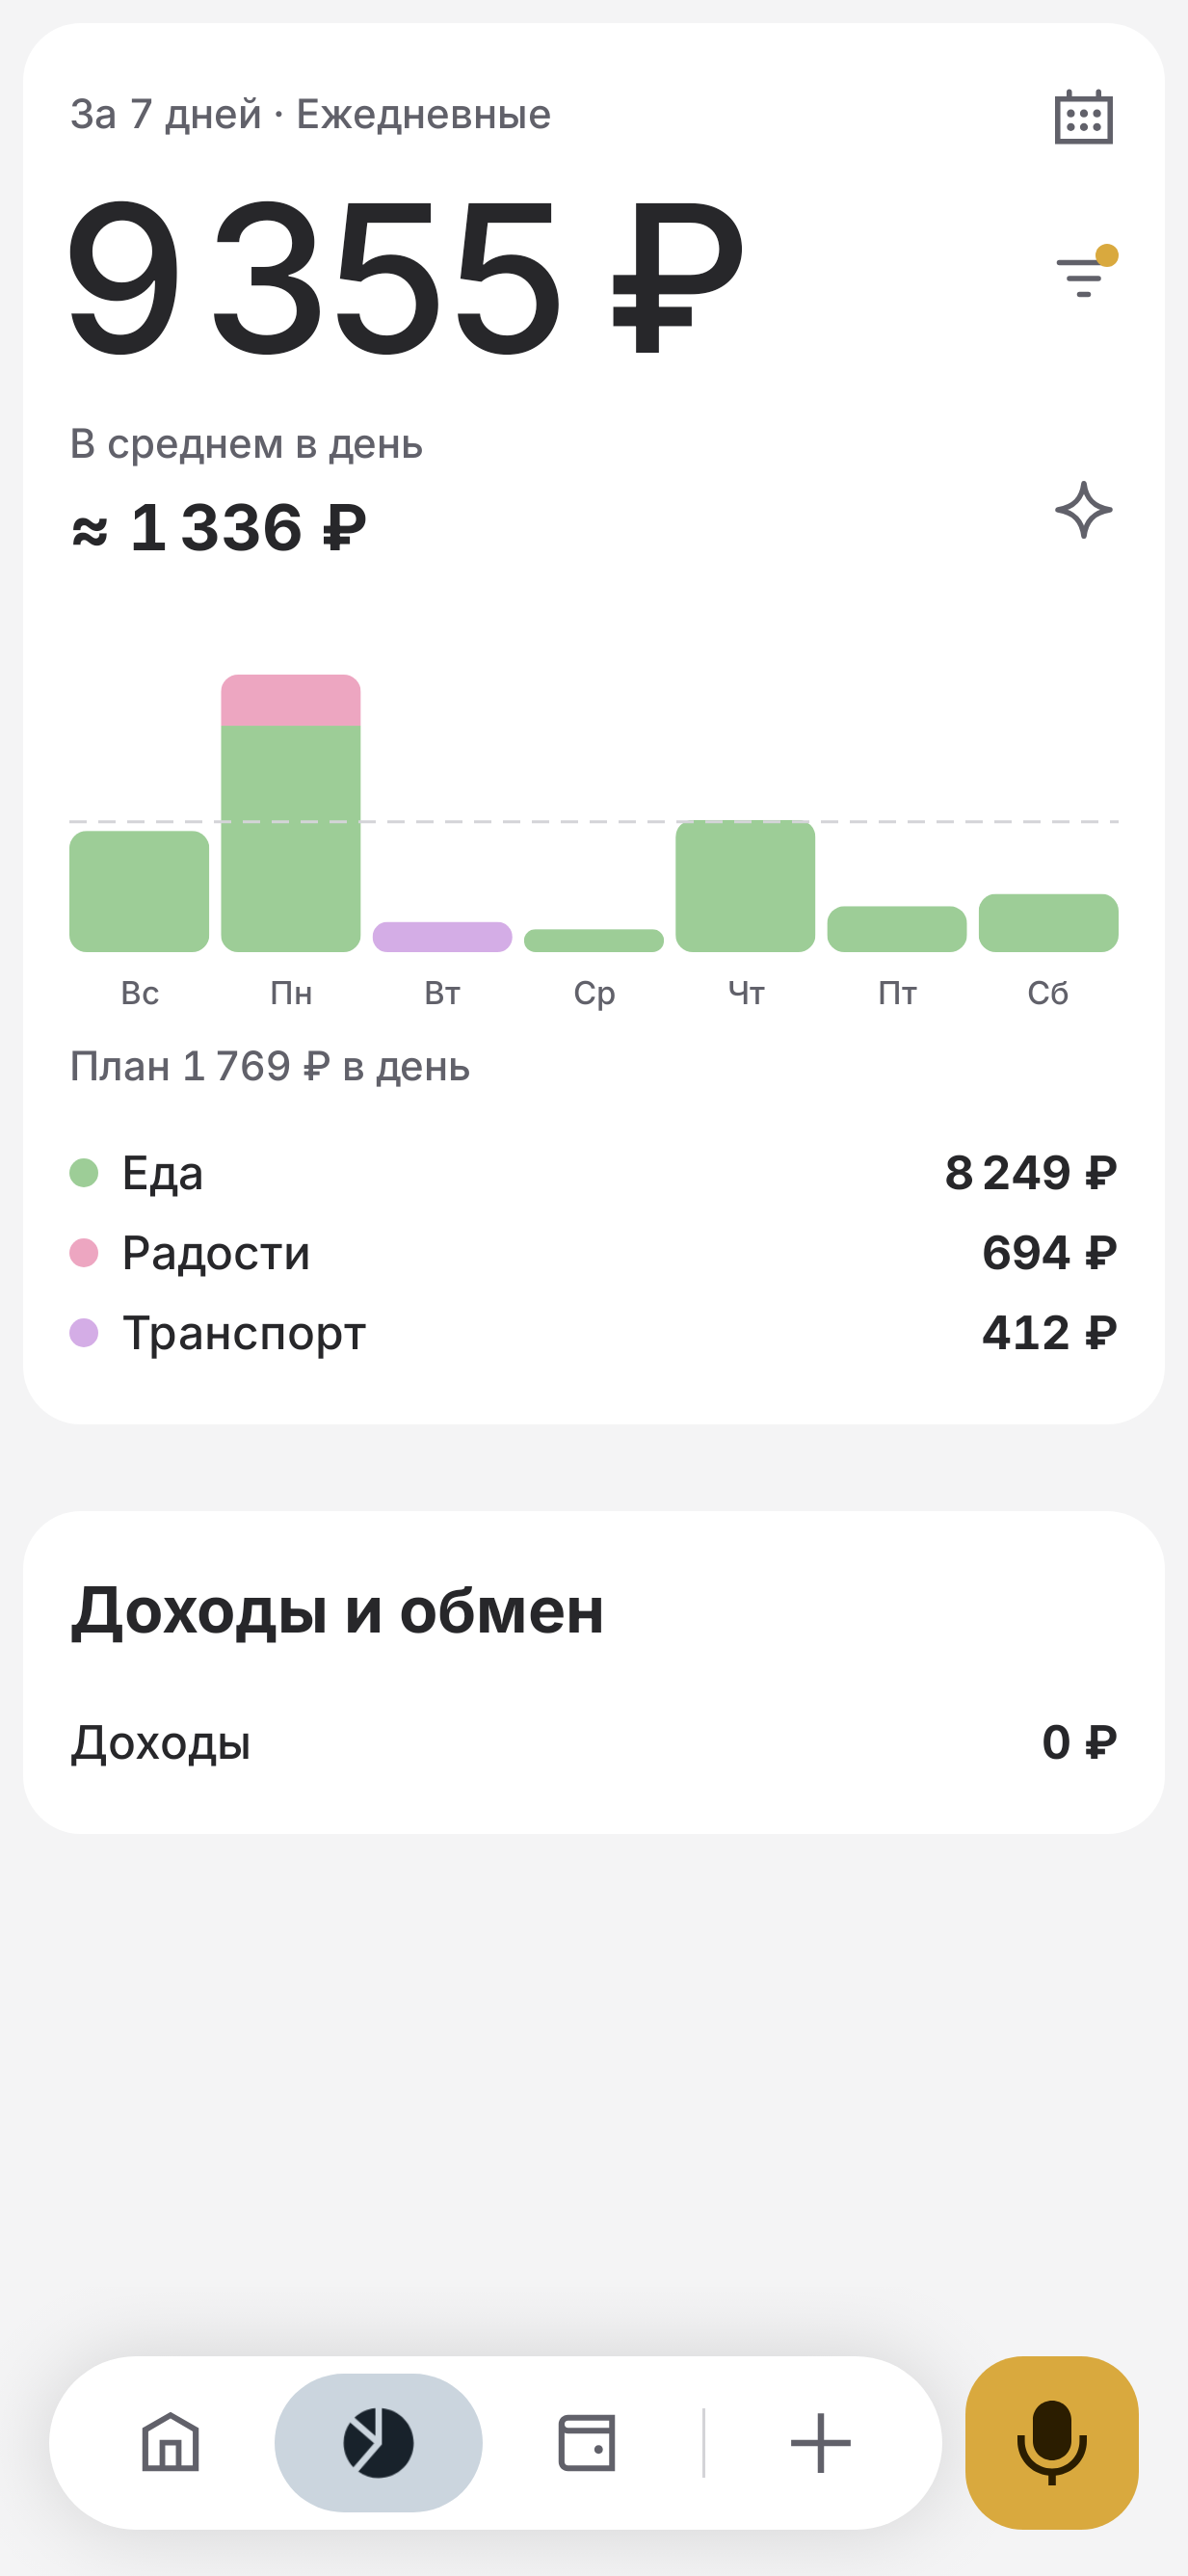 За 7 дней · Ежедневные
9 355 ₽
В среднем в день
≈ 1 336 ₽
Вс Пн Вт Ср Чт Пт Сб
План 1 769 ₽ в день
Еда 8 249 ₽
Радости 694 ₽
Транспорт 412 ₽
Доходы и обмен
Доходы 0 ₽